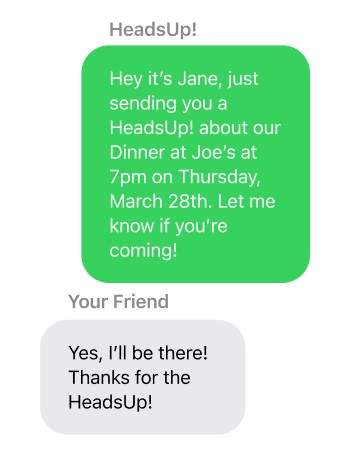 HeadsUp!
Hey it's Jane, just
sending you a
HeadsUp! about our
Dinner at Joe's at
7pm on Thursday,
March 28th. Let me
know if you're
coming!
Your Friend
Yes, I'll be there!
Thanks for the
HeadsUp!